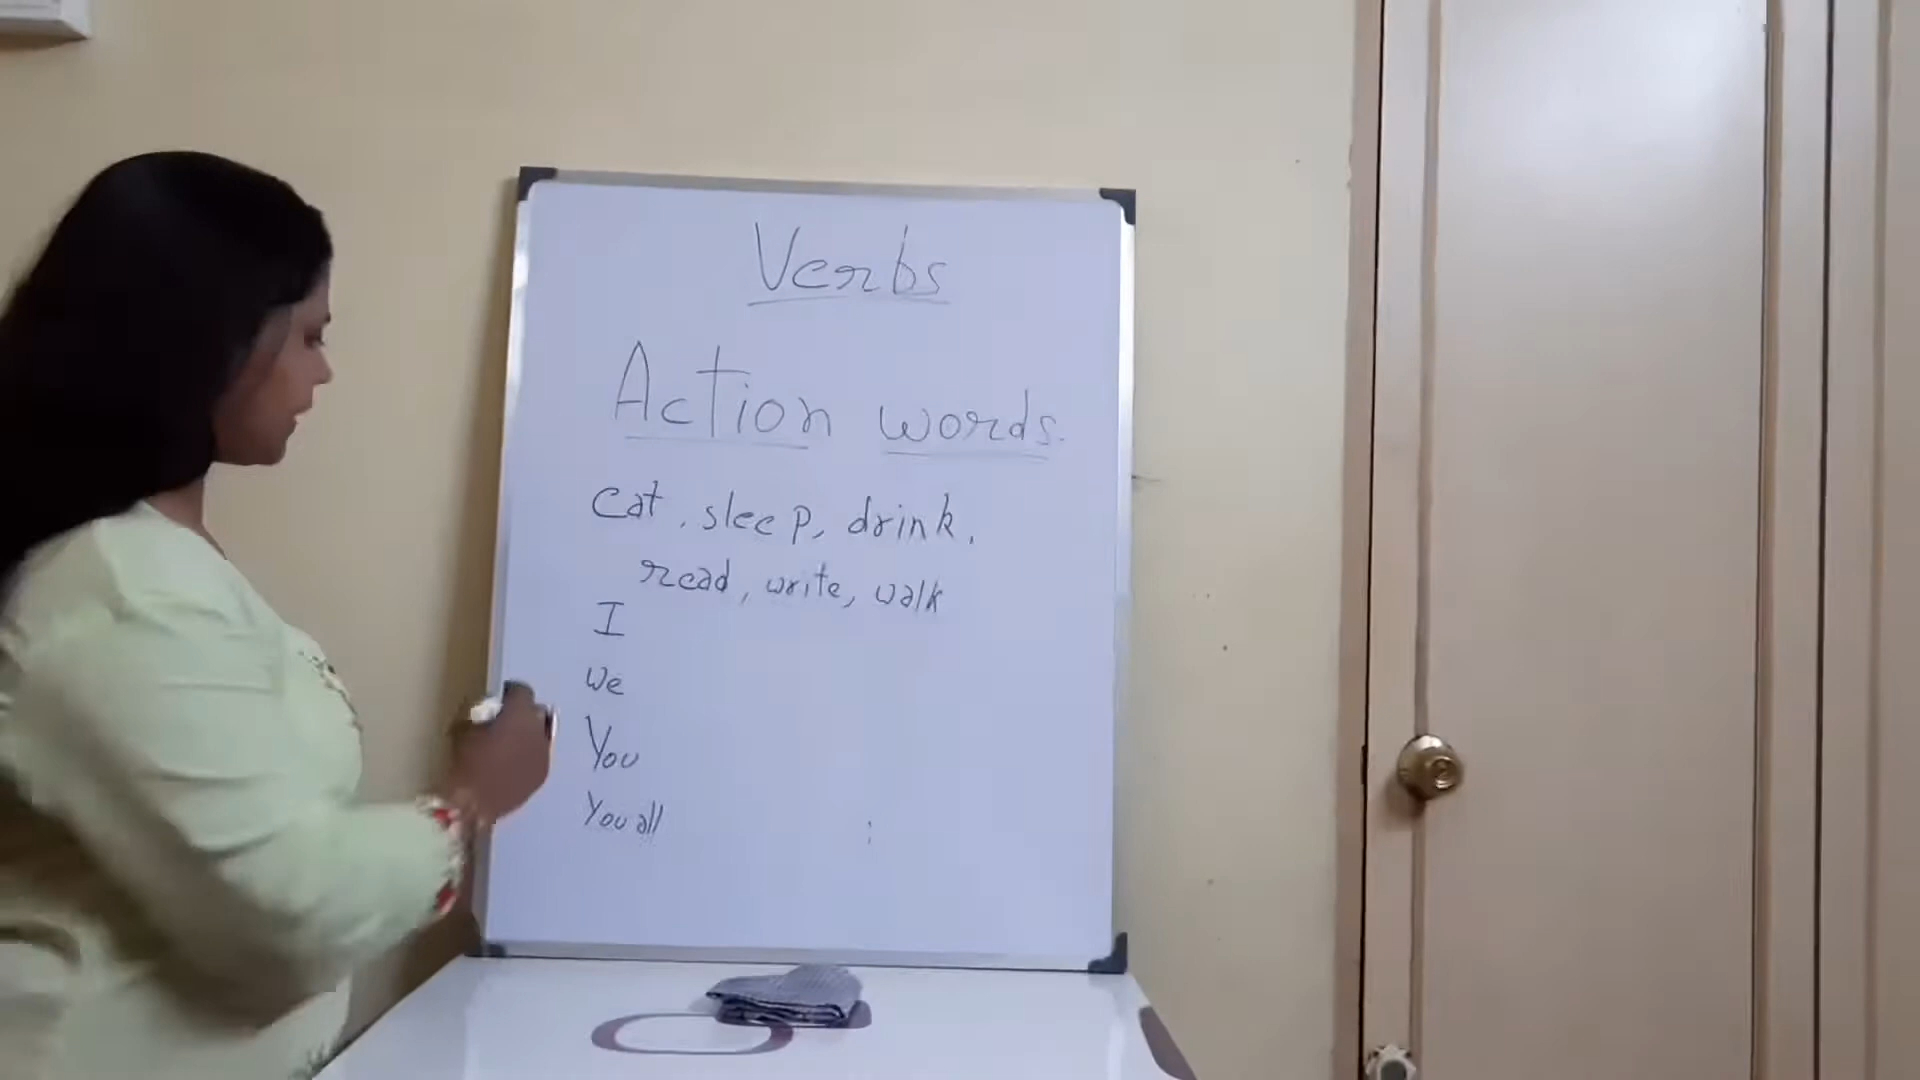 Verbs
Action words.
eat, sleep, drink,
read, write, walk
I
We
You
You all